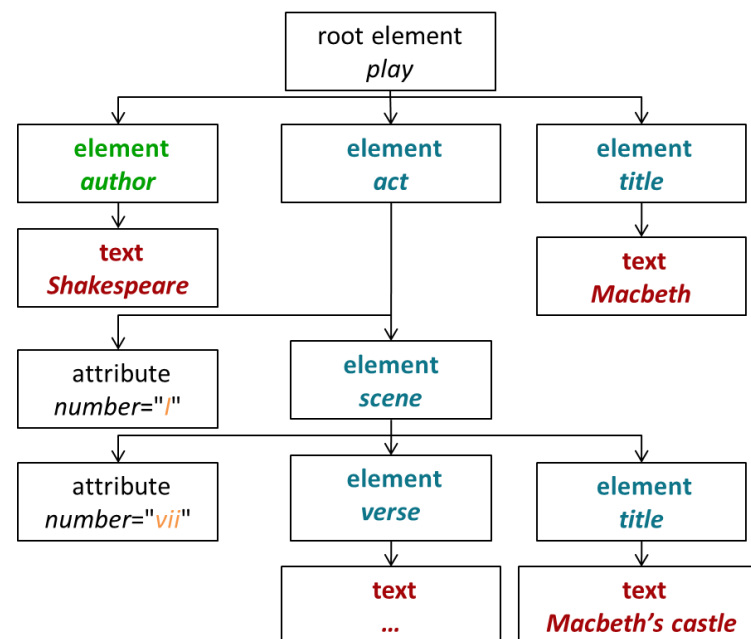 root element
play
element
author
element
act
element
title
text
Shakespeare
text
Macbeth
attribute
number="I"
element
scene
attribute
number="vii"
element
verse
element
title
text
...
text
Macbeth’s castle